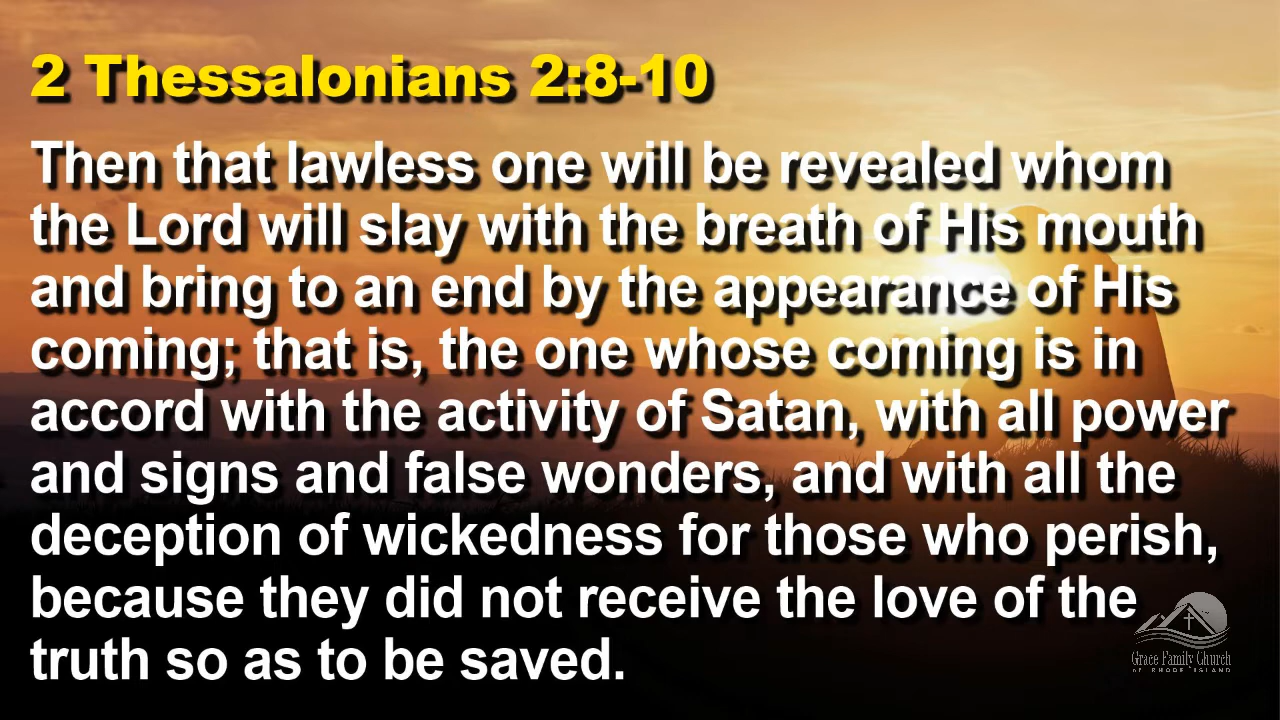 2 Thessalonians 2:8-10
Then that lawless one will be revealed whom
the Lord will slay with the breath of His mouth
and bring to an end by the appearance of His
coming; that is, the one whose coming is in
accord with the activity of Satan, with all power
and signs and false wonders, and with all the
deception of wickedness for those who perish,
because they did not receive the love of the
truth so as to be saved.
Grace Family Church
OF RHODE ISLAND